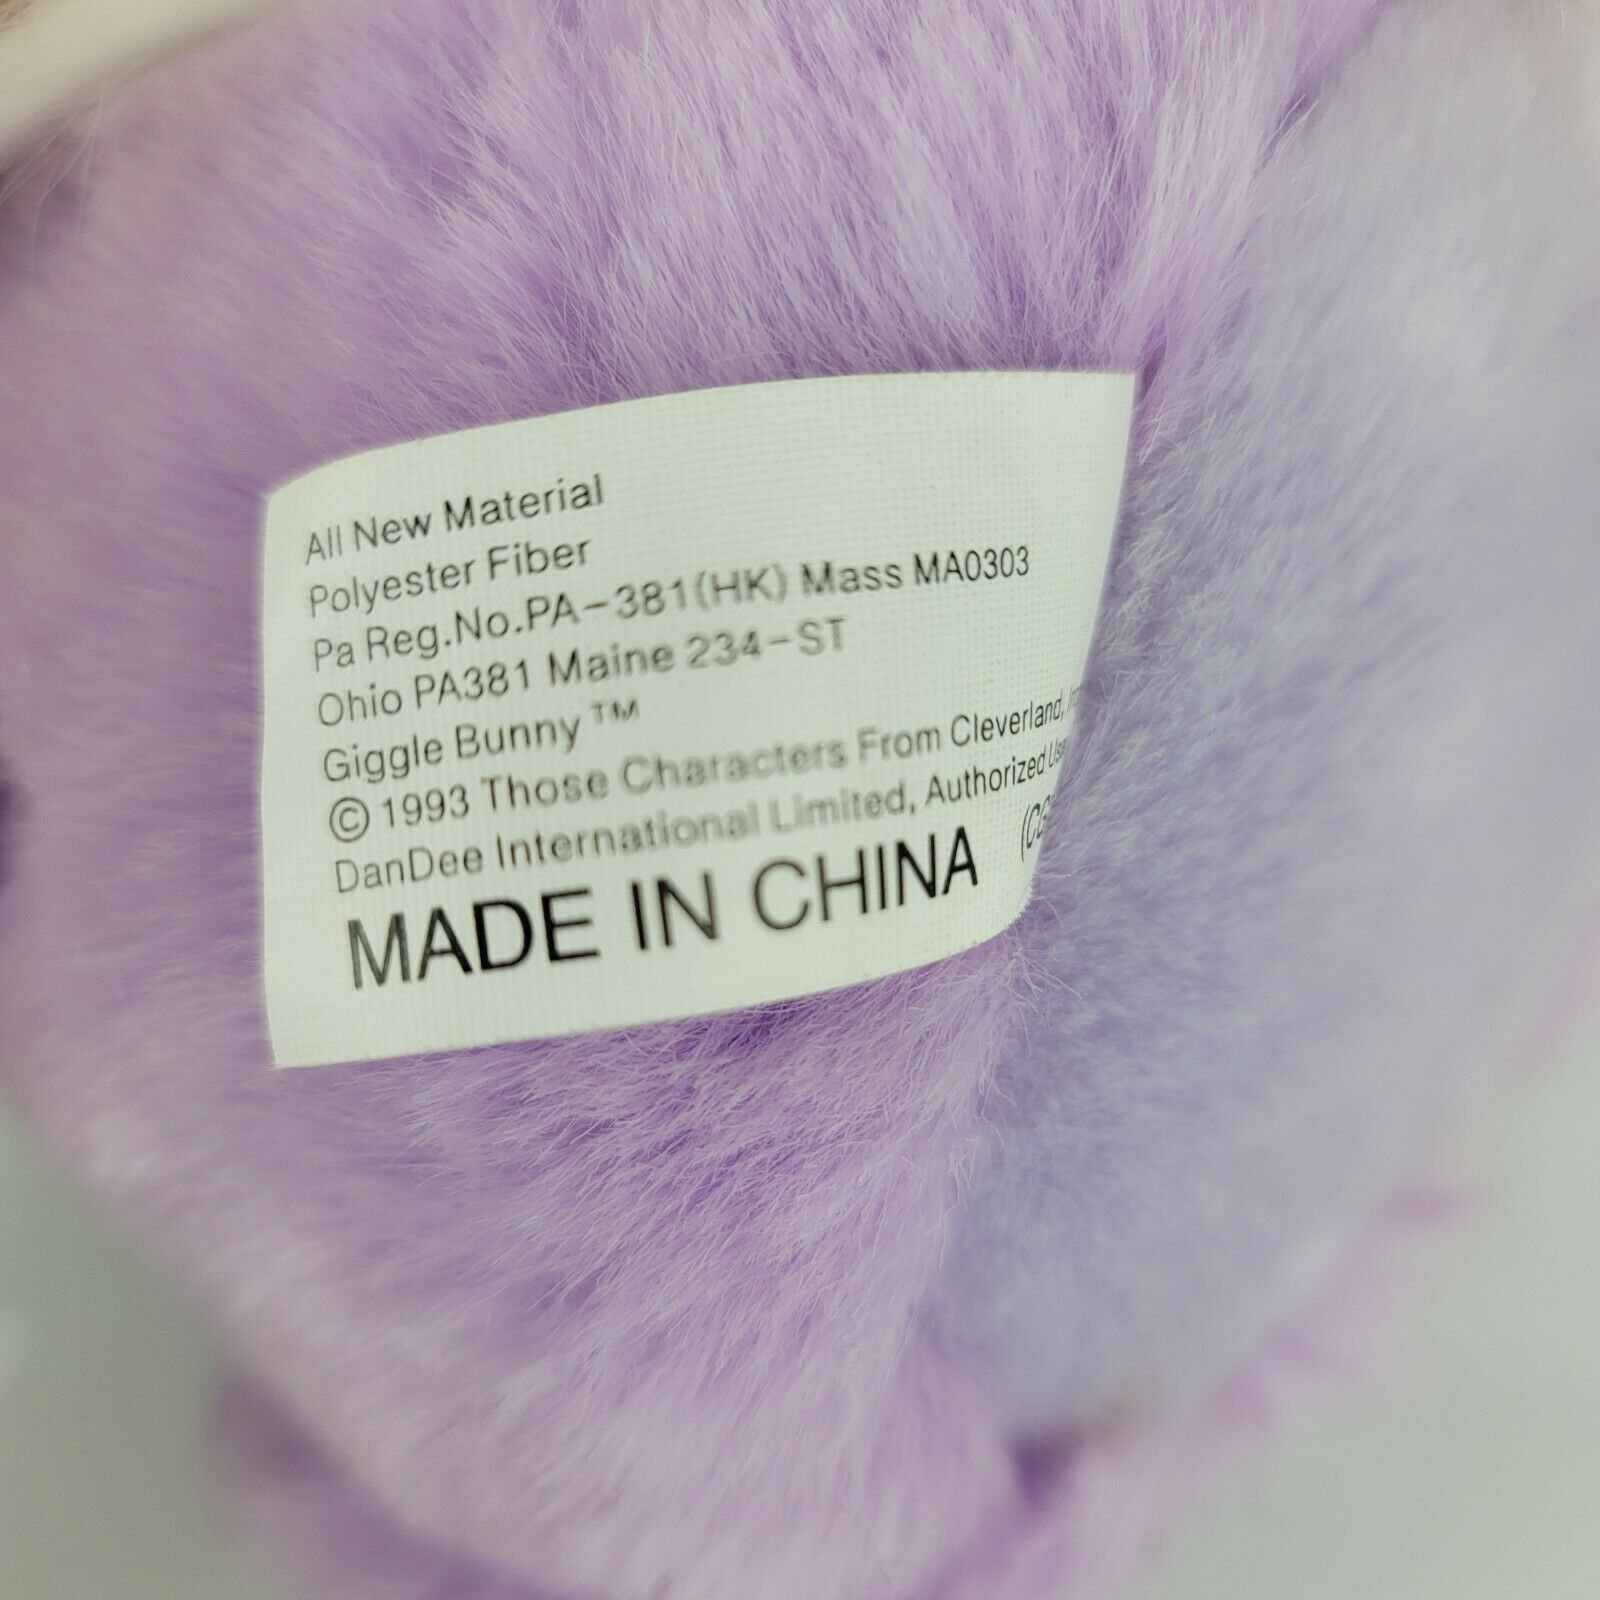 All New Material
Polyester Fiber
Pa Reg.No.PA-381(HK) Mass MA0303
Ohio PA381 Maine 234-ST
Giggle Bunny ™
© 1993 Those Characters From Cleverland,
DanDee International Limited, Authorized
MADE IN CHINA